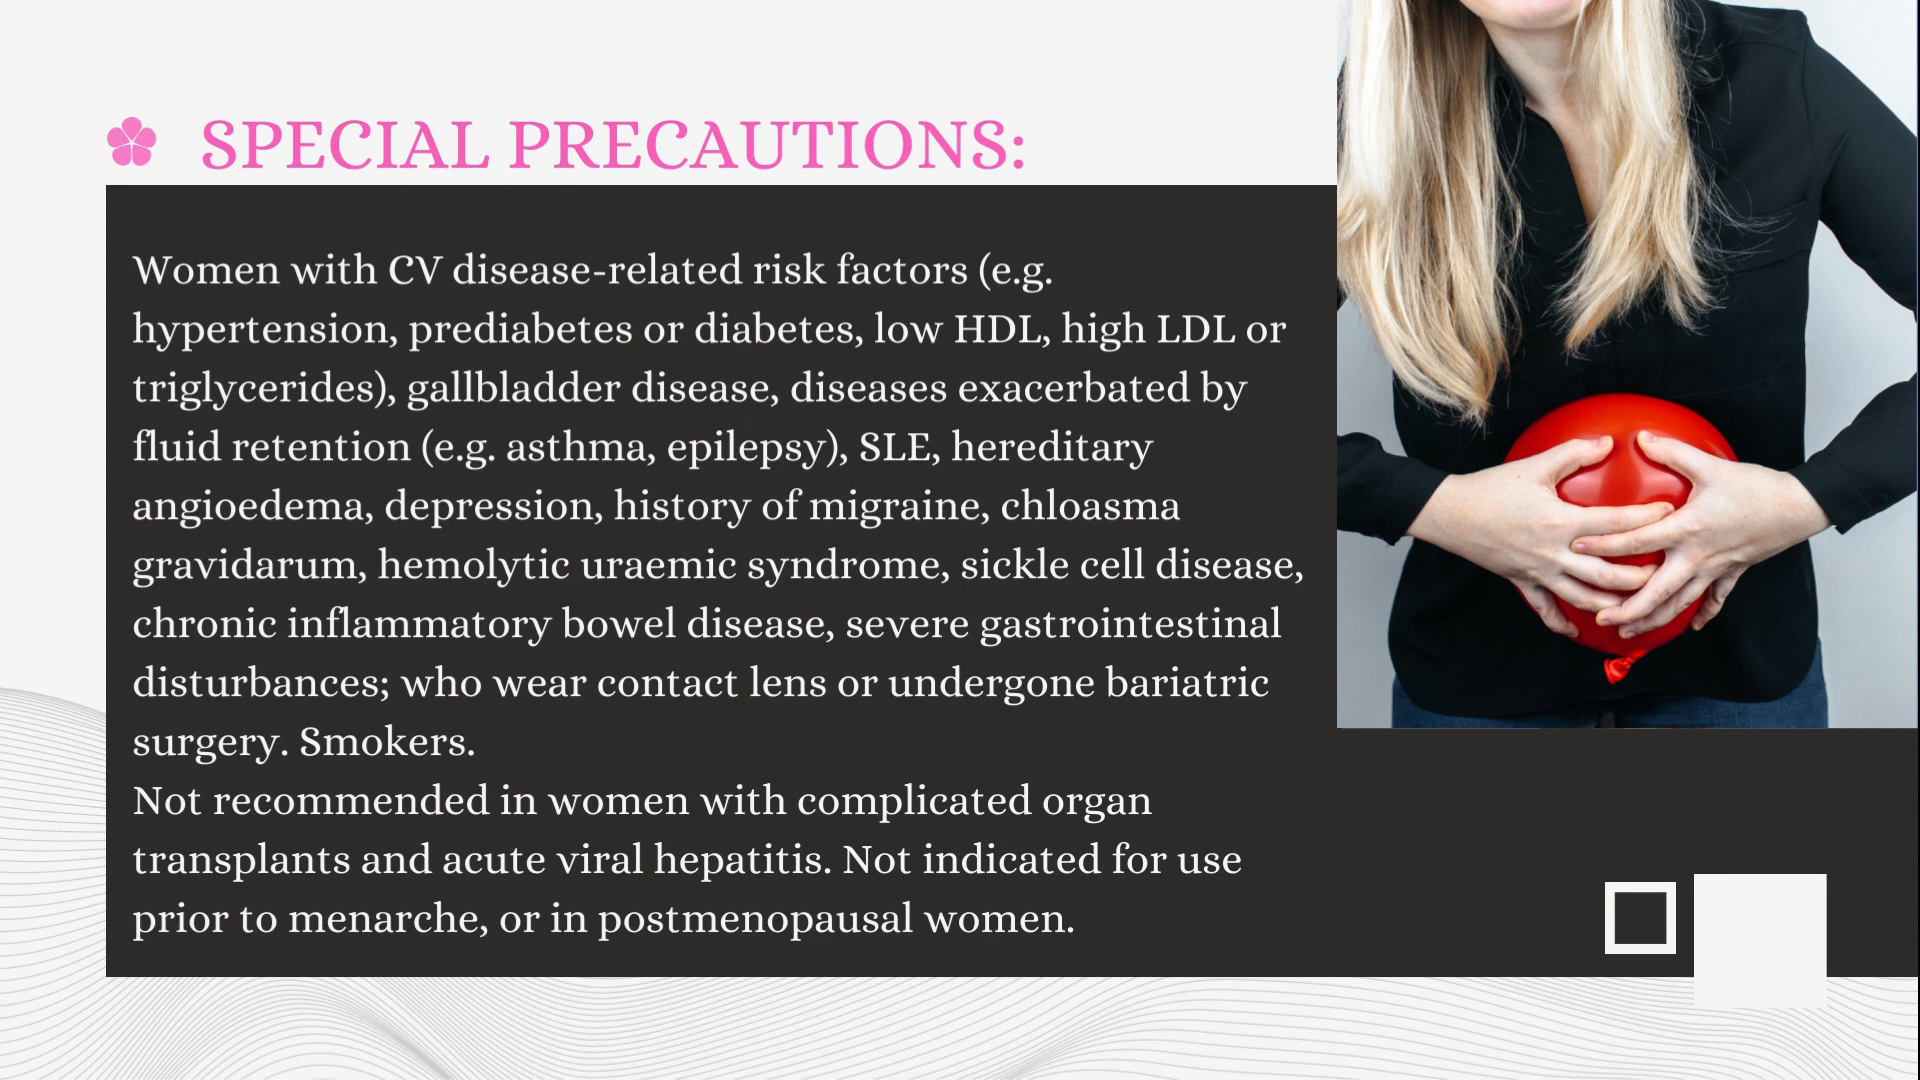 SPECIAL PRECAUTIONS:
Women with CV disease-related risk factors (e.g.
hypertension, prediabetes or diabetes, low HDL, high LDL or
triglycerides), gallbladder disease, diseases exacerbated by
fluid retention (e.g. asthma, epilepsy), SLE, hereditary
angioedema, depression, history of migraine, chloasma
gravidarum, hemolytic uraemic syndrome, sickle cell disease,
chronic inflammatory bowel disease, severe gastrointestinal
disturbances; who wear contact lens or undergone bariatric
surgery. Smokers.
Not recommended in women with complicated organ
transplants and acute viral hepatitis. Not indicated for use
prior to menarche, or in postmenopausal women.